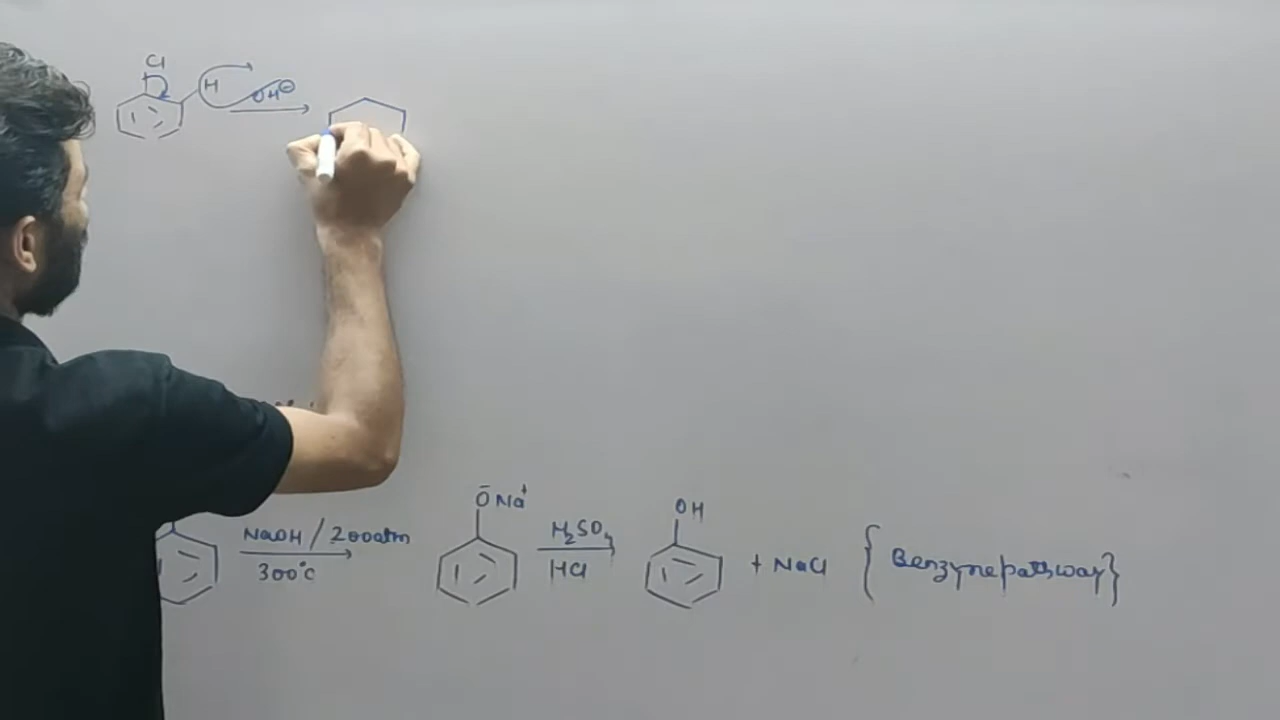 Cl
H
OH⊖
ŌNa⁺
OH
NaOH / 200atm
H₂SO₄
300°C
HCl
+ NaCl
{ Benzyne pathway }